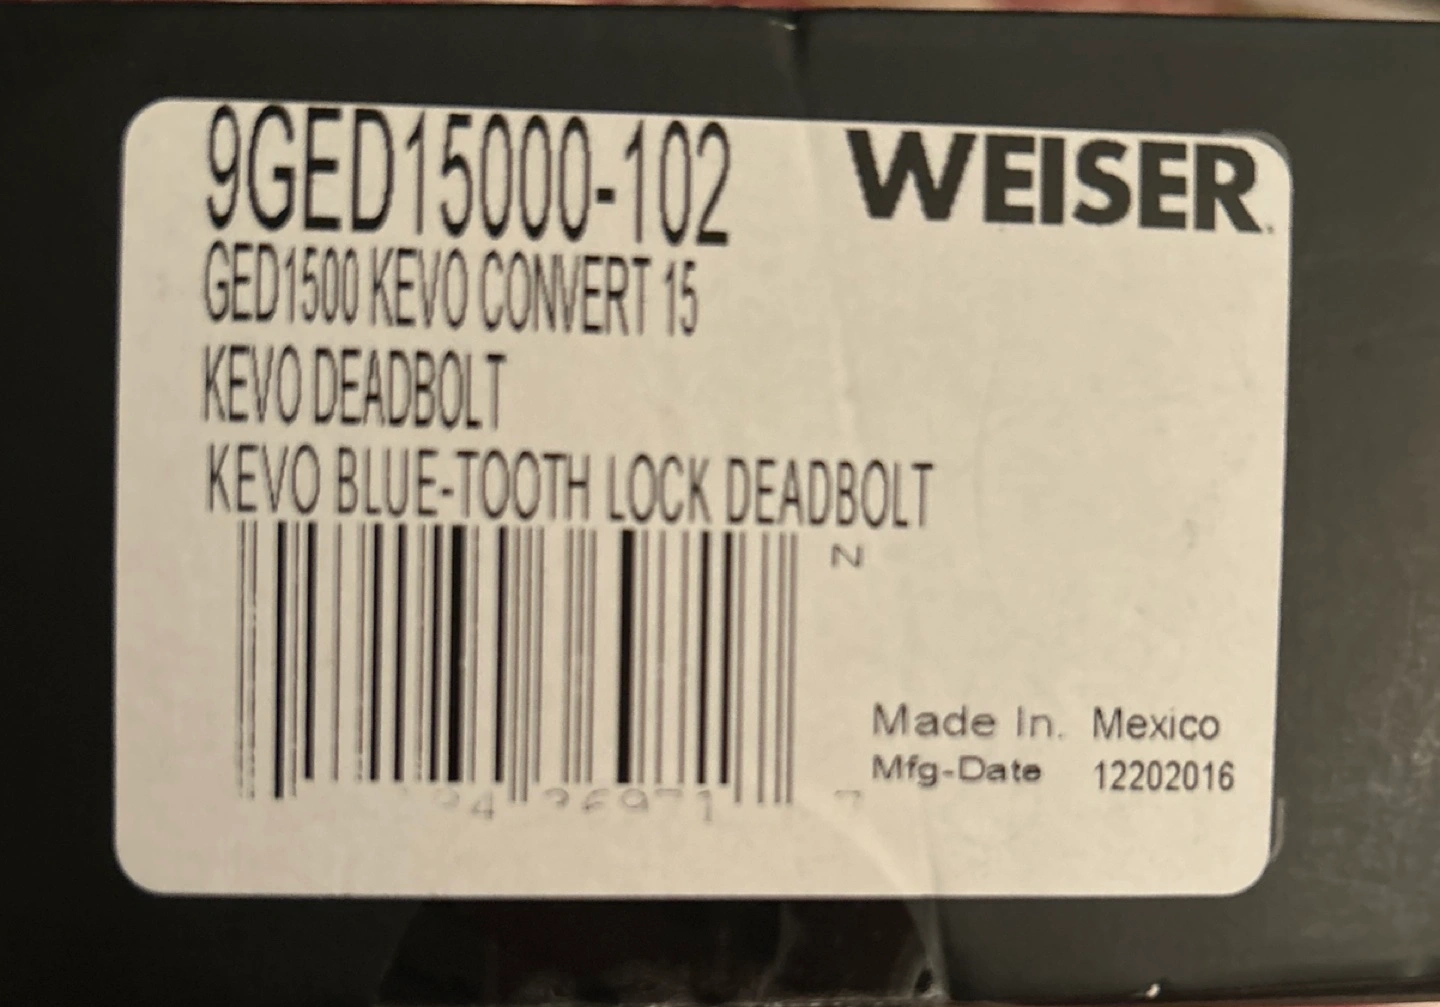 9GED15000-102
WEISER.
GED1500 KEVO CONVERT 15
KEVO DEADBOLT
KEVO BLUE-TOOTH LOCK DEADBOLT
N
Made In. Mexico
Mfg-Date 12202016